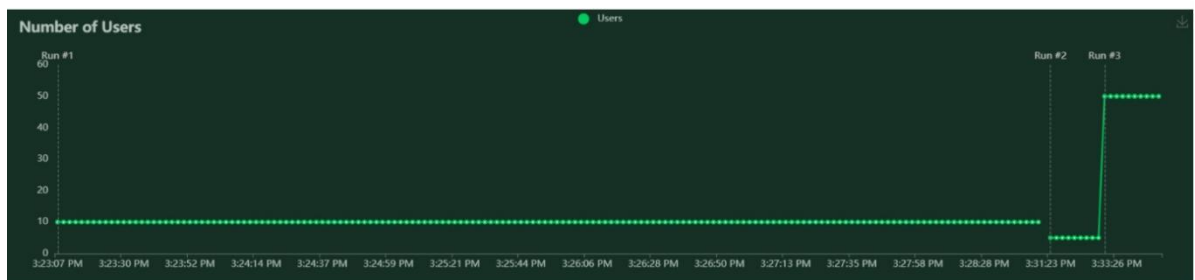 Number of Users
Users
Run #1
Run #2
Run #3
60
50
40
30
20
10
0
3:23:07 PM 3:23:30 PM 3:23:52 PM 3:24:14 PM 3:24:37 PM 3:24:59 PM 3:25:21 PM 3:25:44 PM 3:26:06 PM 3:26:28 PM 3:26:50 PM 3:27:13 PM 3:27:35 PM 3:27:58 PM 3:28:28 PM 3:31:23 PM 3:33:26 PM